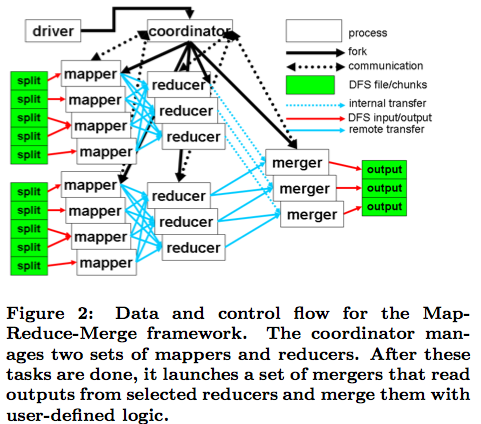 driver
coordinator
process
fork
communication
DFS file/chunks
internal transfer
DFS input/output
remote transfer
split
split
split
split
split
mapper
mapper
mapper
mapper
reducer
reducer
reducer
split
split
split
split
split
mapper
mapper
mapper
mapper
reducer
reducer
reducer
merger
merger
merger
output
output
output
Figure 2: Data and control flow for the Map-
Reduce-Merge framework. The coordinator man-
ages two sets of mappers and reducers. After these
tasks are done, it launches a set of mergers that read
outputs from selected reducers and merge them with
user-defined logic.